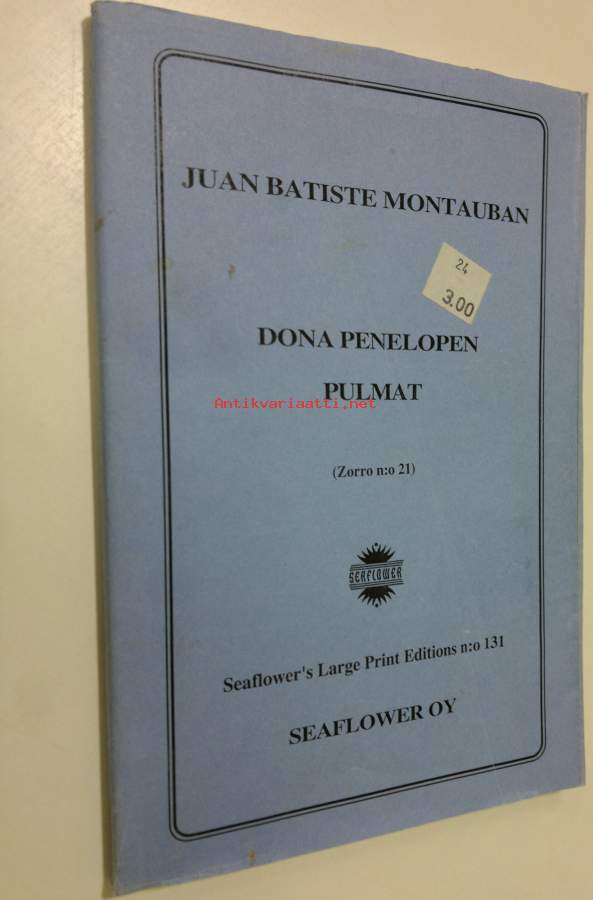 JUAN BATISTE MONTAUBAN
24
3.00
DONA PENELOPEN
PULMAT
Antikvariaatti.net
(Zorro n:o 21)
SEAFLOWER
Seaflower's Large Print Editions n:o 131
SEAFLOWER OY